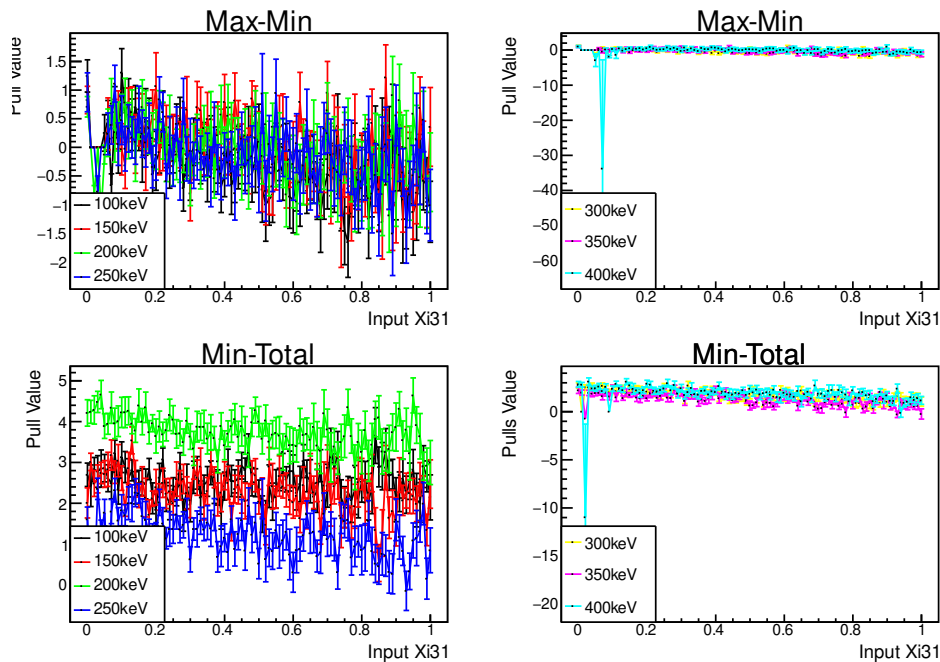 Max-Min
Pull Value
1.5
1
0.5
0
−0.5
−1
−1.5
−2
100keV
150keV
200keV
250keV
0 0.2 0.4 0.6 0.8 1
Input Xi31
Max-Min
Pull Value
0
−10
−20
−30
−40
−50
−60
300keV
350keV
400keV
0 0.2 0.4 0.6 0.8 1
Input Xi31
Min-Total
Pull Value
5
4
3
2
1
0
100keV
150keV
200keV
250keV
0 0.2 0.4 0.6 0.8 1
Input Xi31
Min-Total
Pulls Value
0
−5
−10
−15
−20
300keV
350keV
400keV
0 0.2 0.4 0.6 0.8 1
Input Xi31